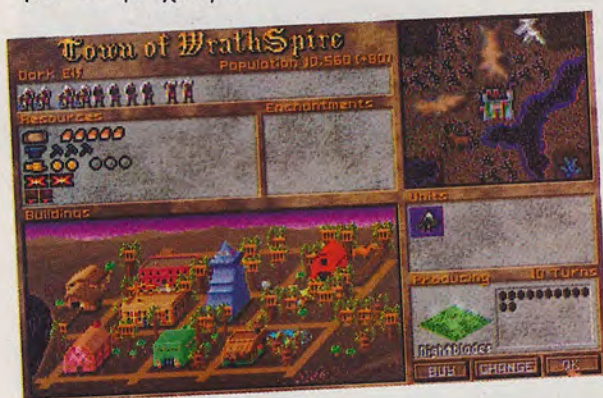 Town of WrathSpire
Dark Elf
Population 10,560 (+80)
Resources
Enchantments
Buildings
Units
Producing 10 Turns
Nightblades
BUY CHANGE OK